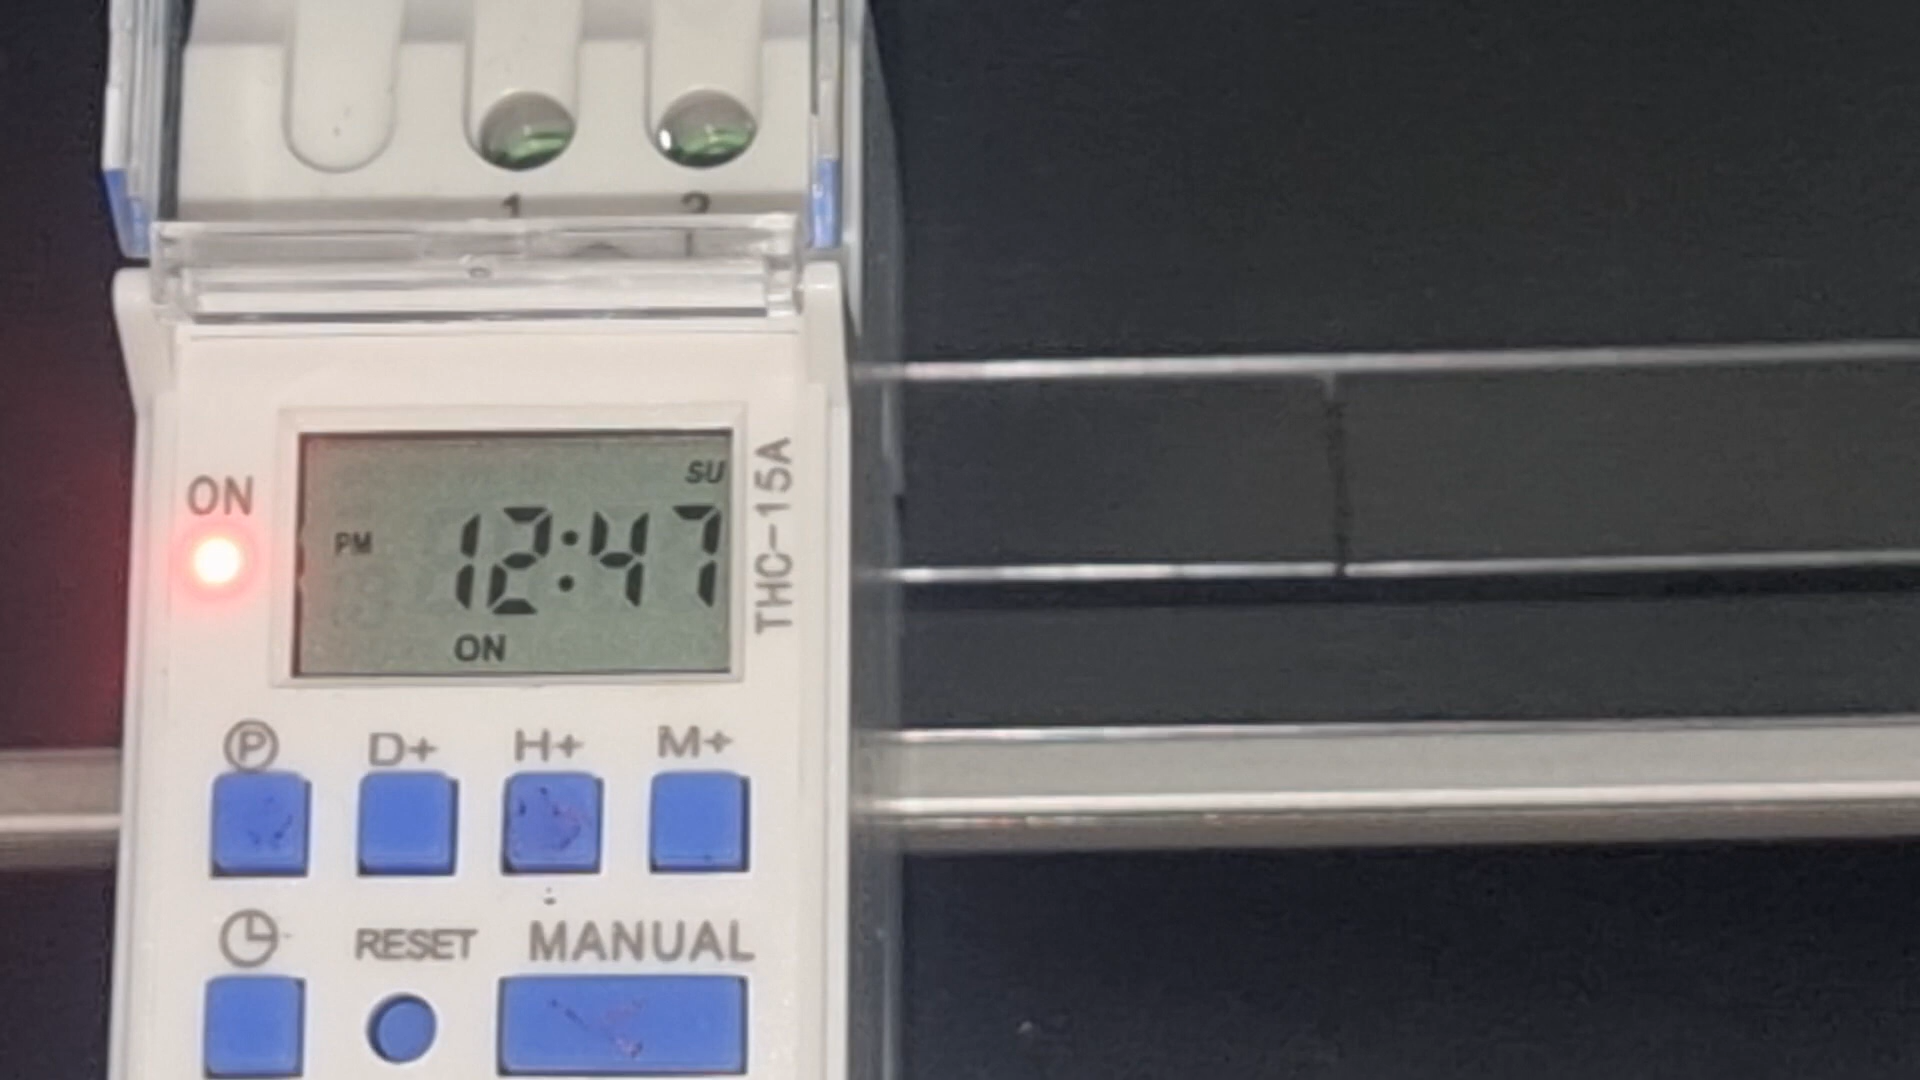 1 2
SU
ON
PM 12:47
ON
THC-15A
P D+ H+ M+
RESET MANUAL